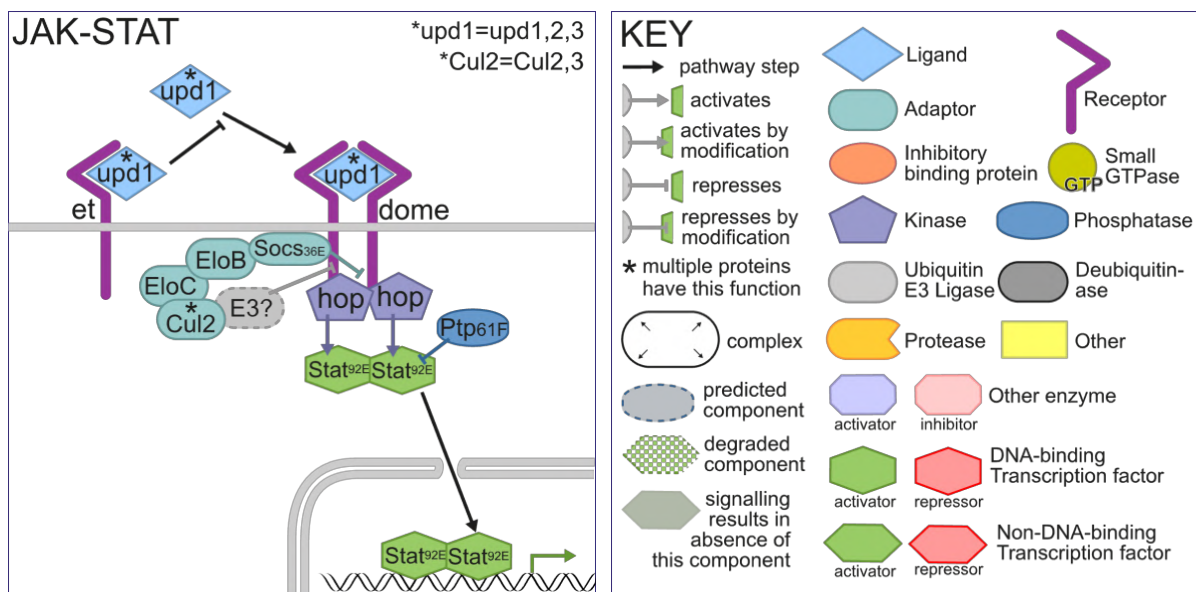 JAK-STAT
*upd1=upd1,2,3
*Cul2=Cul2,3
*
upd1
*
upd1
*
upd1
et
dome
Socs36E
EloB
EloC
*
Cul2
E3?
hop
hop
Ptp61F
Stat92E
Stat92E
Stat92E
Stat92E
KEY
pathway step
activates
activates by
modification
represses
represses by
modification
* multiple proteins
have this function
complex
predicted
component
degraded
component
signalling
results in
absence of
this component
Ligand
Adaptor
Inhibitory
binding protein
Kinase
Ubiquitin
E3 Ligase
Protease
activator
inhibitor
Other enzyme
activator
repressor
DNA-binding
Transcription factor
activator
repressor
Non-DNA-binding
Transcription factor
Receptor
GTP
Small
GTPase
Phosphatase
Deubiquitin-
ase
Other